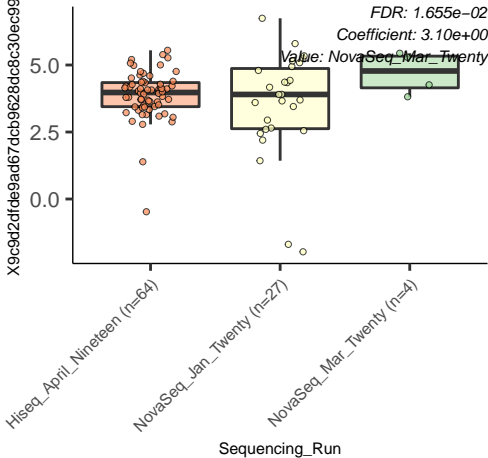 FDR: 1.655e−02
Coefficient: 3.10e+00
Value: NovaSeq_Mar_Twenty
X9c9d2dfde9ad67dcb9628dc8c30ec99
5.0
2.5
0.0
Hiseq_April_Nineteen (n=64)
NovaSeq_Jan_Twenty (n=27)
NovaSeq_Mar_Twenty (n=4)
Sequencing_Run